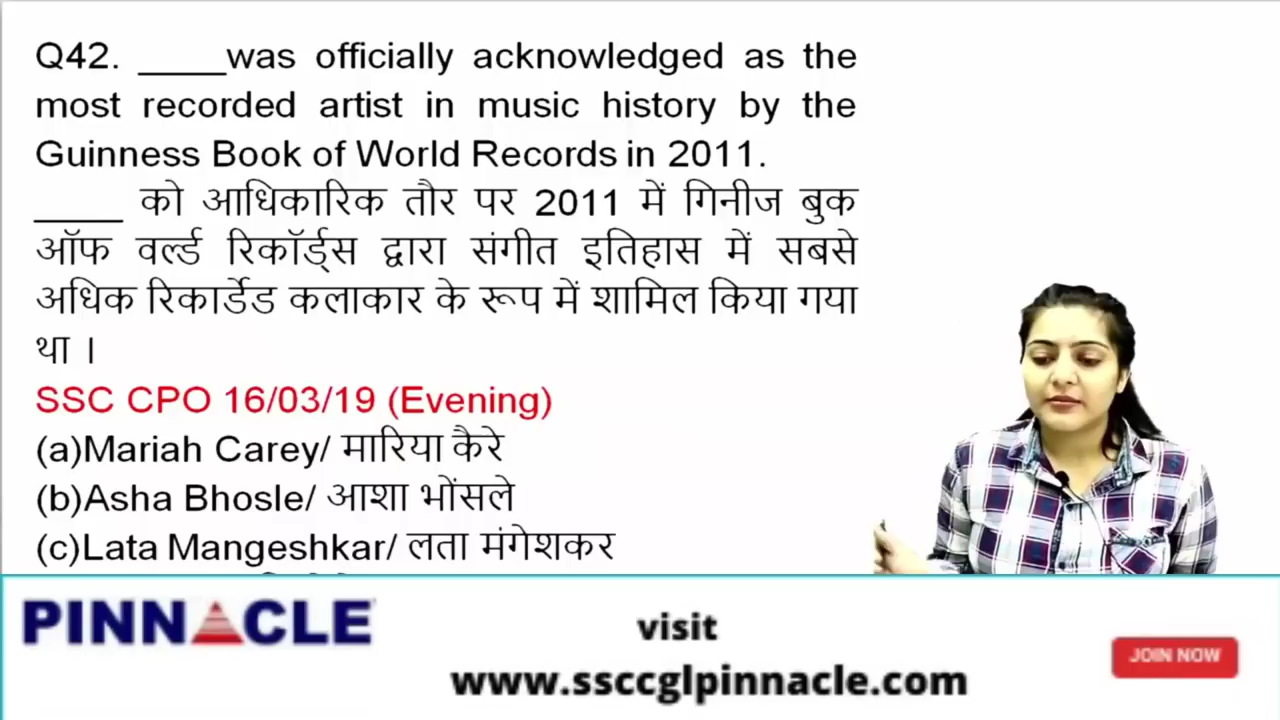 Q42. ____was officially acknowledged as the
most recorded artist in music history by the
Guinness Book of World Records in 2011.
____ को आधिकारिक तौर पर 2011 में गिनीज बुक
ऑफ वर्ल्ड रिकॉर्ड्स द्वारा संगीत इतिहास में सबसे
अधिक रिकार्डेड कलाकार के रूप में शामिल किया गया
था ।
SSC CPO 16/03/19 (Evening)
(a)Mariah Carey/ मारिया कैरे
(b)Asha Bhosle/ आशा भोंसले
(c)Lata Mangeshkar/ लता मंगेशकर
PINNACLE
visit
www.ssccglpinnacle.com
JOIN NOW